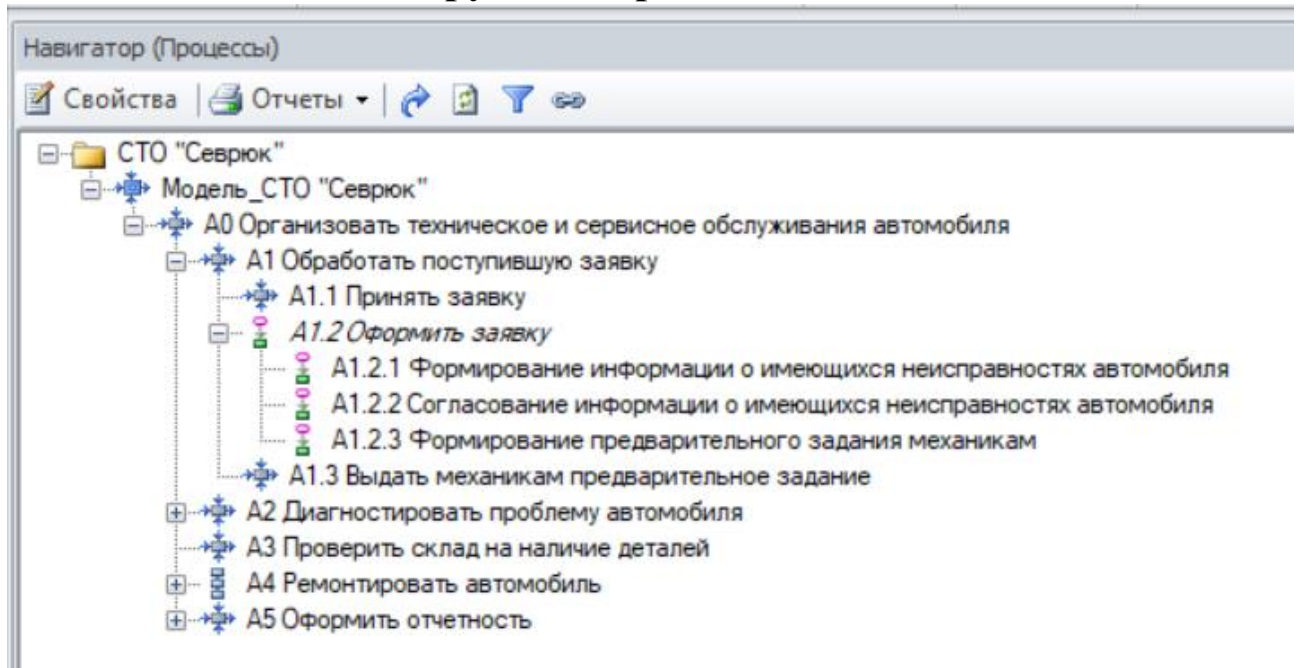 Навигатор (Процессы)
Свойства Отчеты
СТО "Севрюк"
Модель_СТО "Севрюк"
А0 Организовать техническое и сервисное обслуживания автомобиля
А1 Обработать поступившую заявку
А1.1 Принять заявку
А1.2 Оформить заявку
А1.2.1 Формирование информации о имеющихся неисправностях автомобиля
А1.2.2 Согласование информации о имеющихся неисправностях автомобиля
А1.2.3 Формирование предварительного задания механикам
А1.3 Выдать механикам предварительное задание
А2 Диагностировать проблему автомобиля
А3 Проверить склад на наличие деталей
А4 Ремонтировать автомобиль
А5 Оформить отчетность